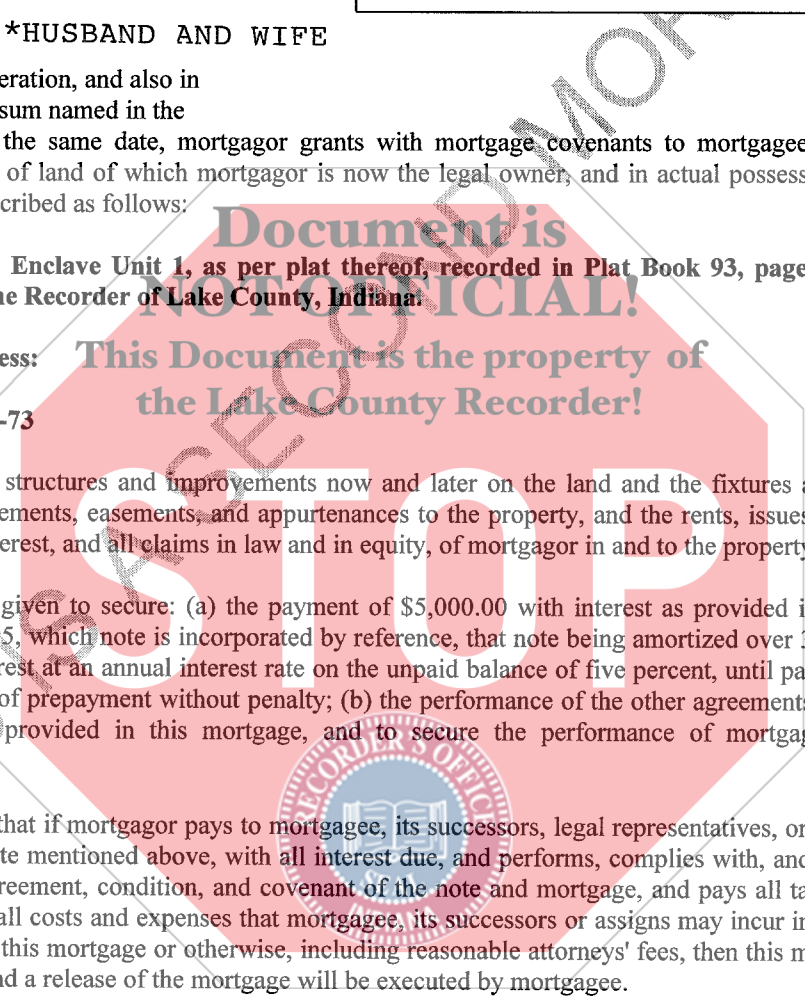 *HUSBAND AND WIFE
eration, and also in
sum named in the
the same date, mortgagor grants with mortgage covenants to mortgagee
of land of which mortgagor is now the legal owner, and in actual possess
cribed as follows:
Document is
Enclave Unit 1, as per plat thereof, recorded in Plat Book 93, page
NOT OFFICIAL!
ne Recorder of Lake County, Indiana.
ess:
This Document is the property of
the Lake County Recorder!
-73
structures and improvements now and later on the land and the fixtures a
ements, easements, and appurtenances to the property, and the rents, issues
erest, and all claims in law and in equity, of mortgagor in and to the property
STOP
given to secure: (a) the payment of $5,000.00 with interest as provided i
5, which note is incorporated by reference, that note being amortized over
rest at an annual interest rate on the unpaid balance of five percent, until pa
of prepayment without penalty; (b) the performance of the other agreements
provided in this mortgage, and to secure the performance of mortgag
that if mortgagor pays to mortgagee, its successors, legal representatives, or
te mentioned above, with all interest due, and performs, complies with, and
reement, condition, and covenant of the note and mortgage, and pays all ta
all costs and expenses that mortgagee, its successors or assigns may incur in
this mortgage or otherwise, including reasonable attorneys' fees, then this m
nd a release of the mortgage will be executed by mortgagee.
IS A SECOND MOR
RECORDER'S OFFICE
SEAL